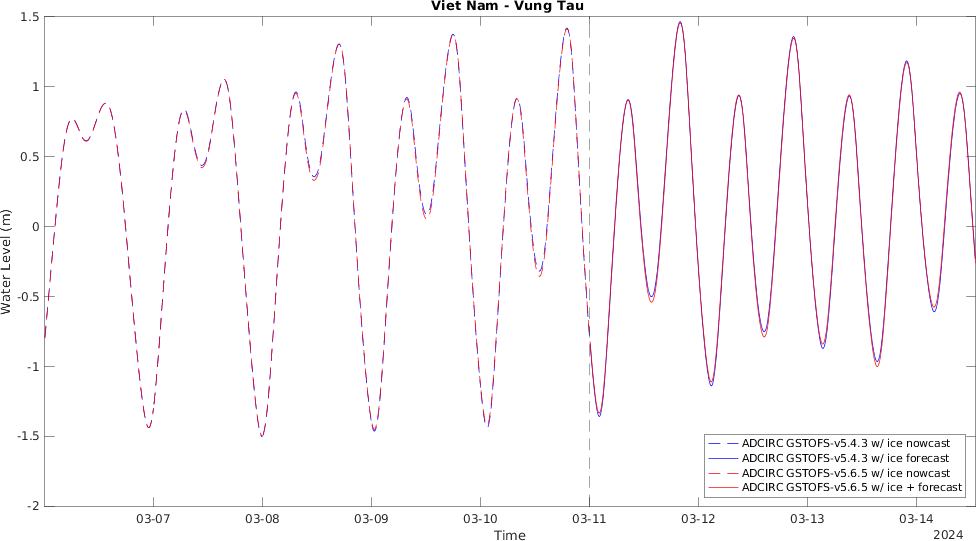 Viet Nam - Vung Tau
1.5
1
0.5
0
-0.5
-1
-1.5
-2
Water Level (m)
03-07 03-08 03-09 03-10 03-11 03-12 03-13 03-14
Time
2024
ADCIRC GSTOFS-v5.4.3 w/ ice nowcast
ADCIRC GSTOFS-v5.4.3 w/ ice forecast
ADCIRC GSTOFS-v5.6.5 w/ ice nowcast
ADCIRC GSTOFS-v5.6.5 w/ ice + forecast